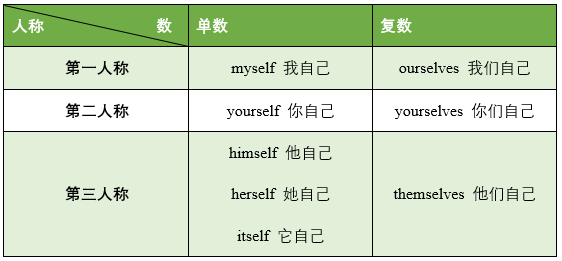 人称 数 单数 复数
第一人称 myself 我自己 ourselves 我们自己
第二人称 yourself 你自己 yourselves 你们自己
himself 他自己
第三人称 herself 她自己 themselves 他们自己
itself 它自己